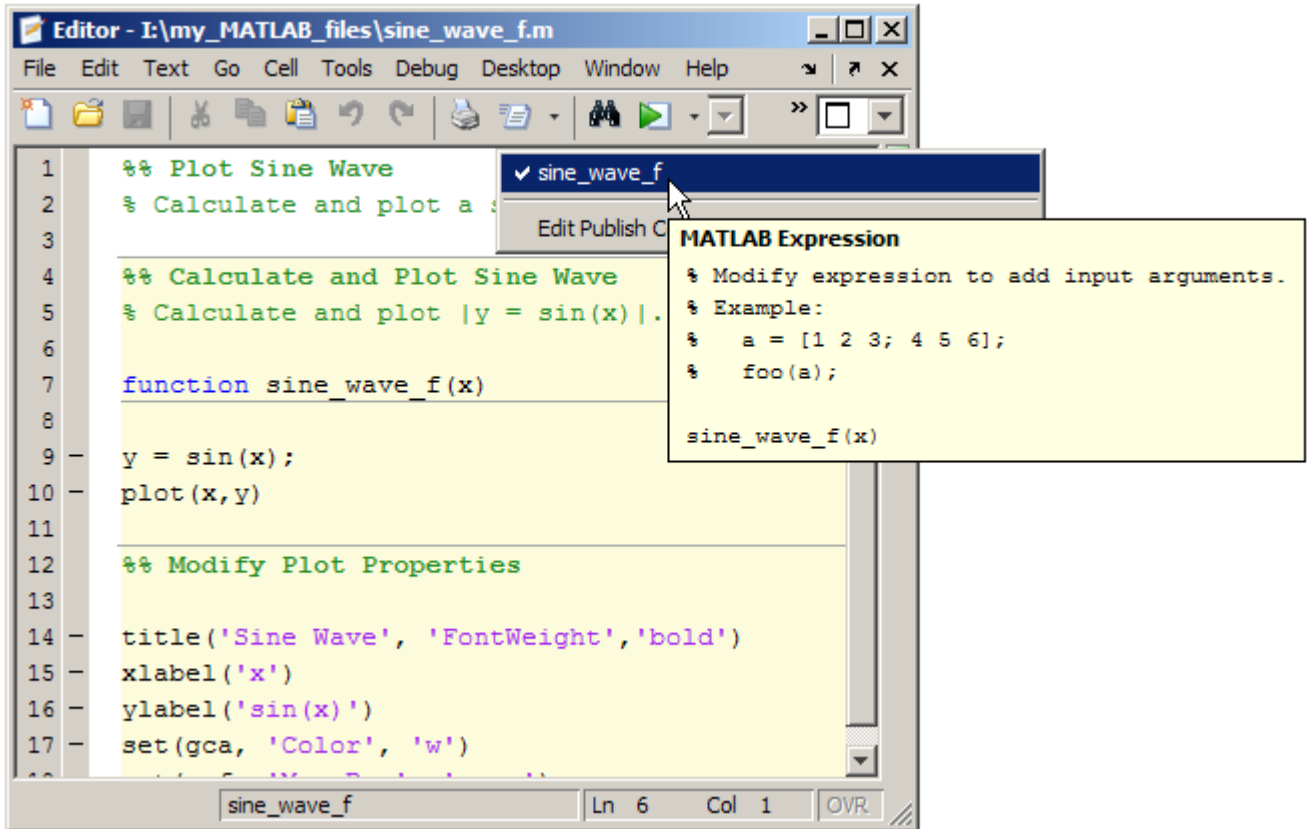 Editor - I:\my_MATLAB_files\sine_wave_f.m
File Edit Text Go Cell Tools Debug Desktop Window Help
1 %% Plot Sine Wave
2 % Calculate and plot a
3
4 %% Calculate and Plot Sine Wave
5 % Calculate and plot |y = sin(x)|.
6
7 function sine_wave_f(x)
8
9 - y = sin(x);
10 - plot(x,y)
11
12 %% Modify Plot Properties
13
14 - title('Sine Wave', 'FontWeight','bold')
15 - xlabel('x')
16 - ylabel('sin(x)')
17 - set(gca, 'Color', 'w')
✓ sine_wave_f
Edit Publish
MATLAB Expression
% Modify expression to add input arguments.
% Example:
% a = [1 2 3; 4 5 6];
% foo(a);
sine_wave_f(x)
sine_wave_f Ln 6 Col 1 OVR